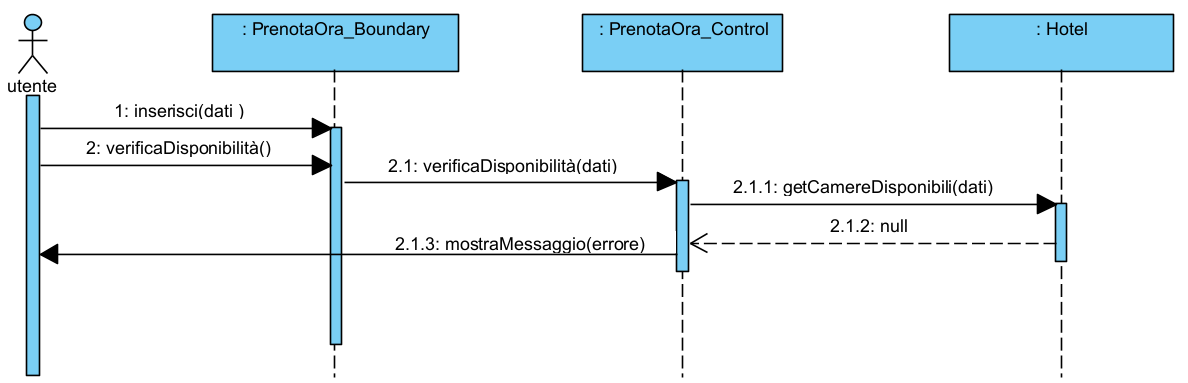 : PrenotaOra_Boundary
: PrenotaOra_Control
: Hotel
utente
1: inserisci(dati )
2: verificaDisponibilità()
2.1: verificaDisponibilità(dati)
2.1.1: getCamereDisponibili(dati)
2.1.2: null
2.1.3: mostraMessaggio(errore)